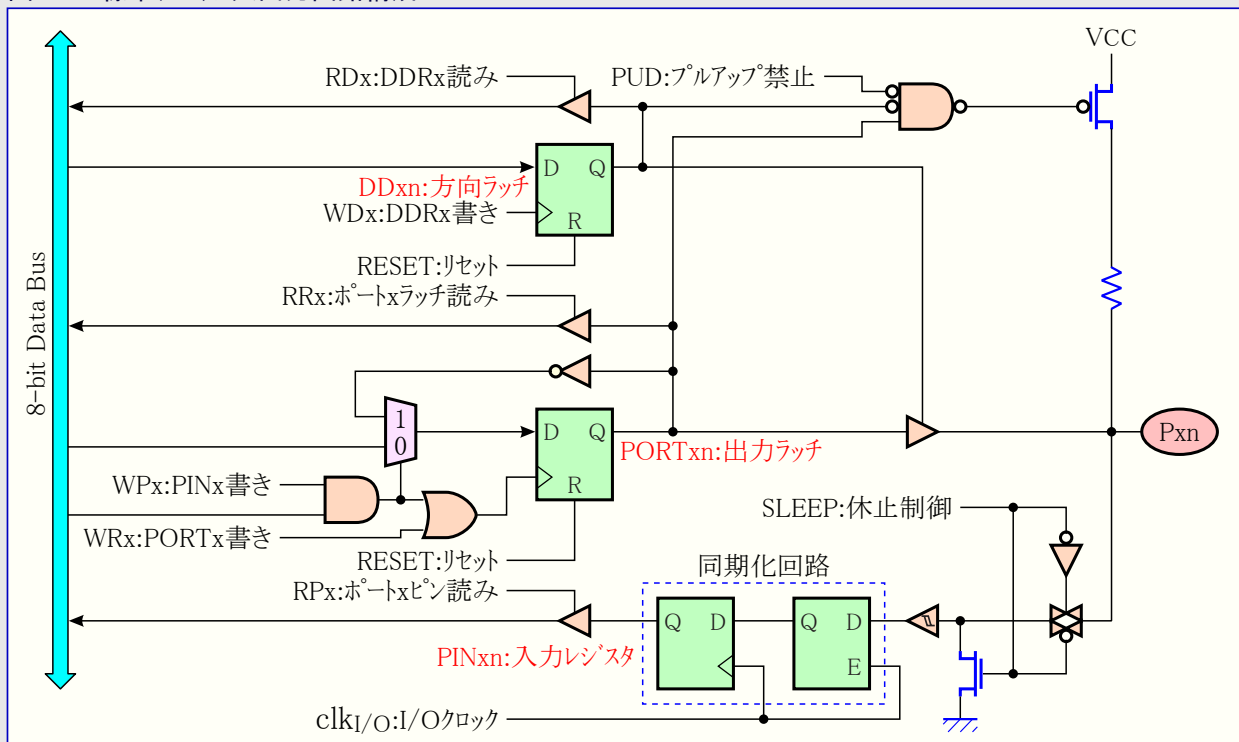 VCC
RDx:DDRx読み
PUD:プルアップ禁止
8-bit Data Bus
D Q
DDxn:方向ラッチ
WDx:DDRx書き
R
RESET:リセット
RRx:ポートxラッチ読み
1
0
D Q
PORTxn:出力ラッチ
Pxn
WPx:PINx書き
R
SLEEP:休止制御
WRx:PORTx書き
RESET:リセット
同期化回路
RPx:ポートxピン読み
Q D
Q D
PINxn:入力レジスタ
E
clkI/O:I/Oクロック